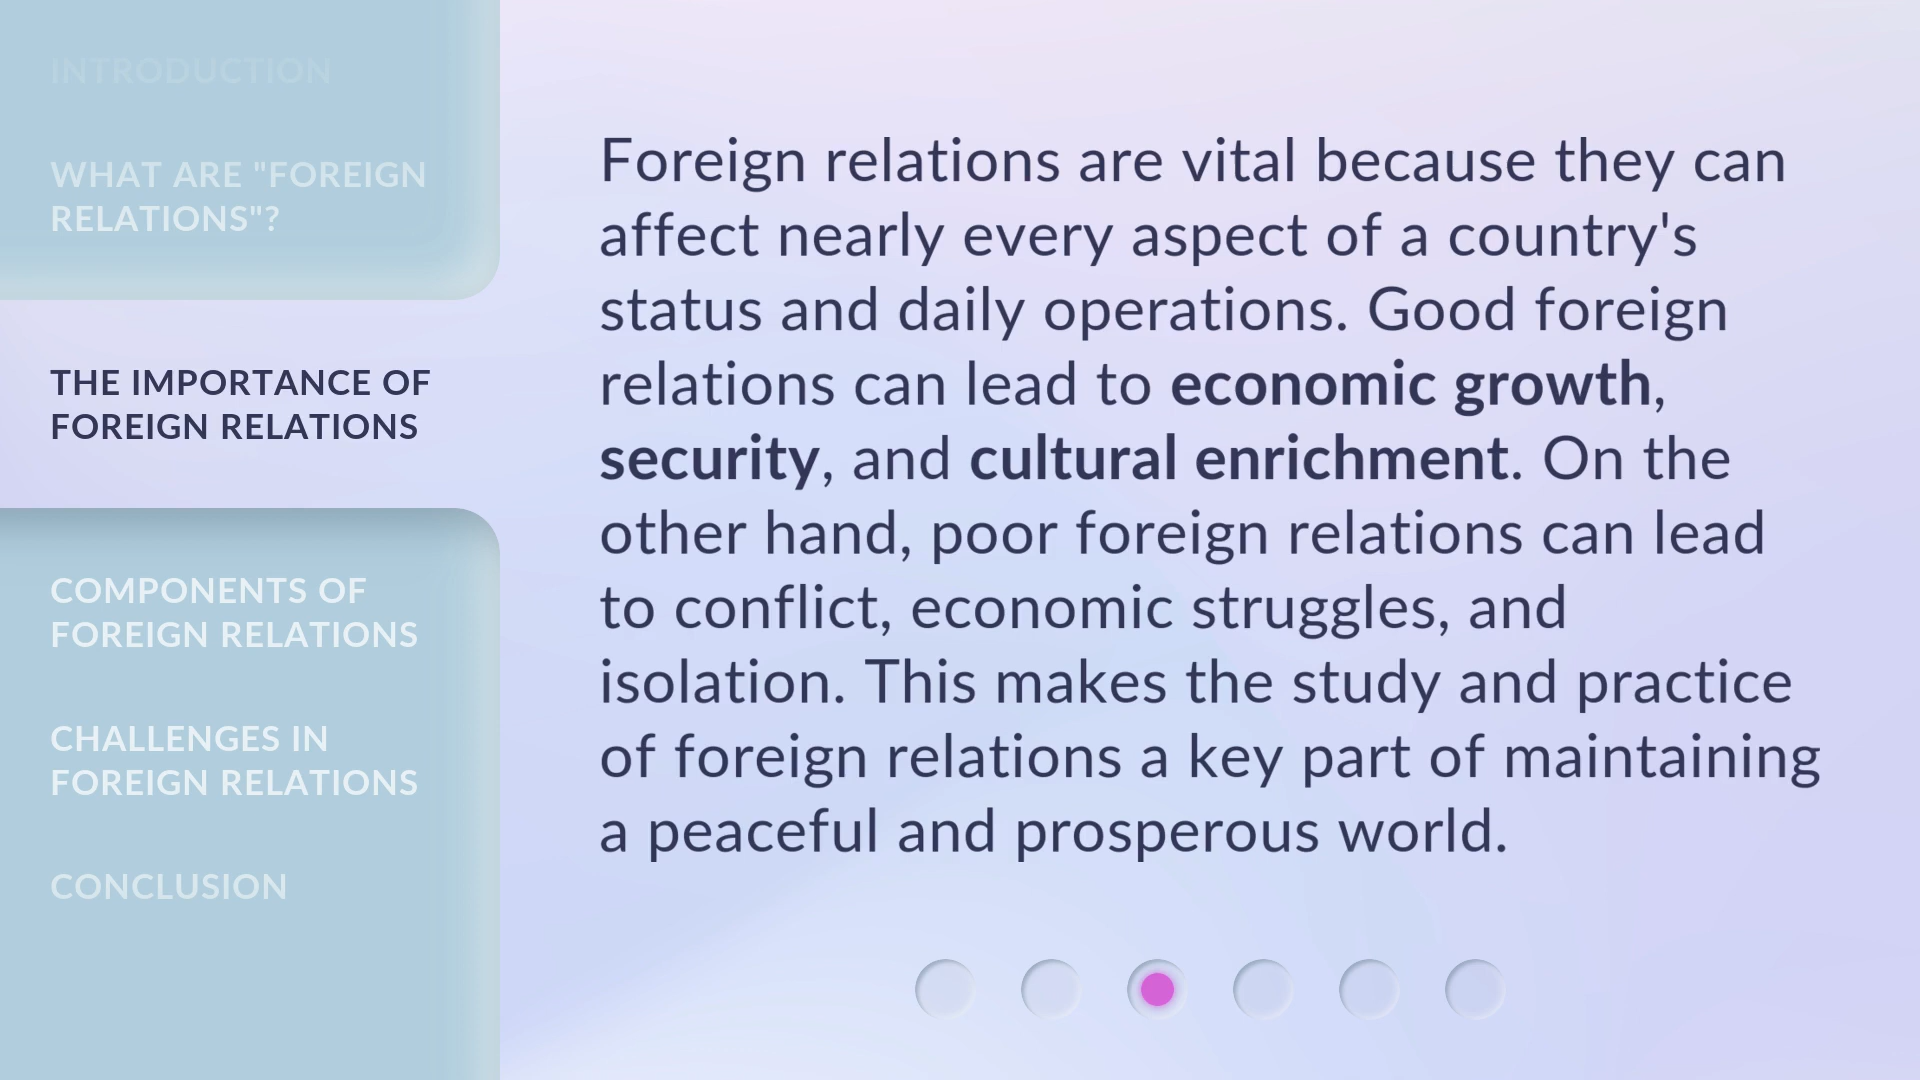 INTRODUCTION
WHAT ARE "FOREIGN
RELATIONS"?
THE IMPORTANCE OF
FOREIGN RELATIONS
COMPONENTS OF
FOREIGN RELATIONS
CHALLENGES IN
FOREIGN RELATIONS
CONCLUSION
Foreign relations are vital because they can
affect nearly every aspect of a country's
status and daily operations. Good foreign
relations can lead to economic growth,
security, and cultural enrichment. On the
other hand, poor foreign relations can lead
to conflict, economic struggles, and
isolation. This makes the study and practice
of foreign relations a key part of maintaining
a peaceful and prosperous world.